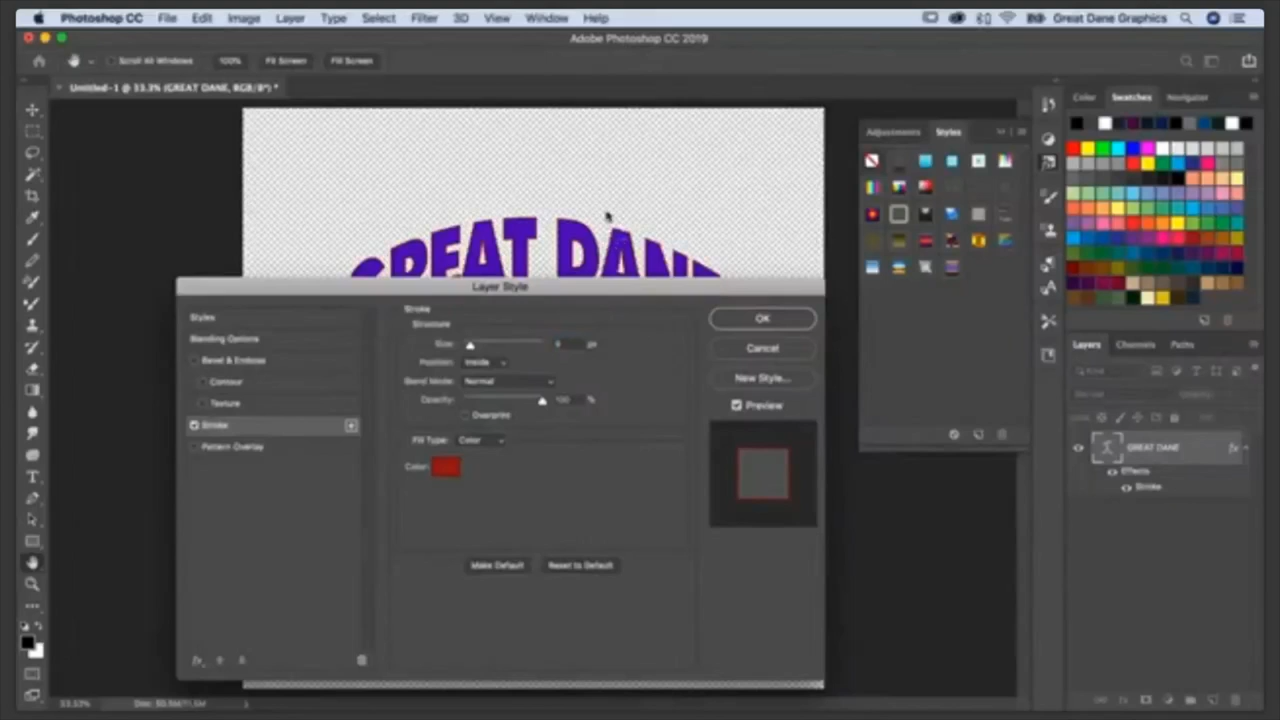 Photoshop CC File Edit Image Layer Type Select Filter 3D View Window Help Great Dane Graphics
Adobe Photoshop CC 2019
Scroll All Windows 100% Fit Screen Fill Screen
Untitled-1 @ 33.3% (GREAT DANE, RGB/8*) *
Color Swatches Navigator
Adjustments Styles
GREAT DANE
Layer Style
Styles
Blending Options
Bevel & Emboss
Contour
Texture
Stroke
Pattern Overlay
Stroke
Structure
Size: px
Position: Inside
Blend Mode: Normal
Opacity: 100 %
Overprint
Fill Type: Color
Color:
Make Default Reset to Default
OK
Cancel
New Style...
Preview
Layers Channels Paths
Kind
Normal
GREAT DANE fx
Effects
Stroke
33.33%